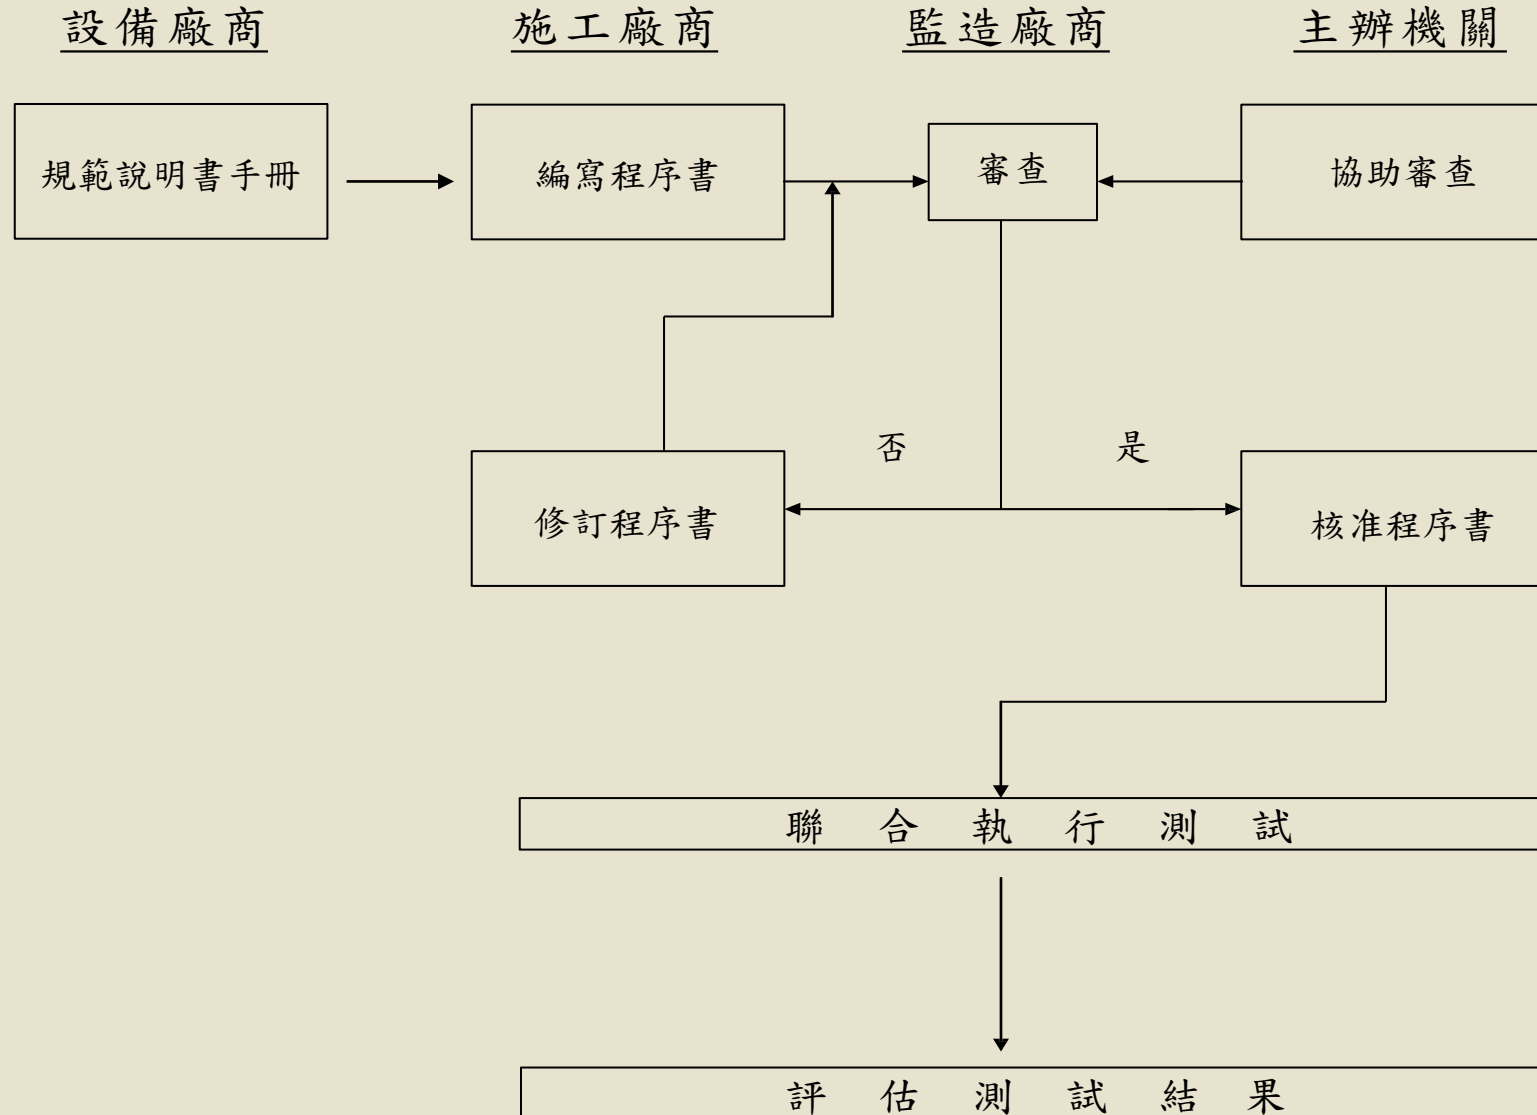 設備廠商
施工廠商
監造廠商
主辦機關
規範說明書手冊
編寫程序書
審查
協助審查
否
是
修訂程序書
核准程序書
聯合執行測試
評估測試結果